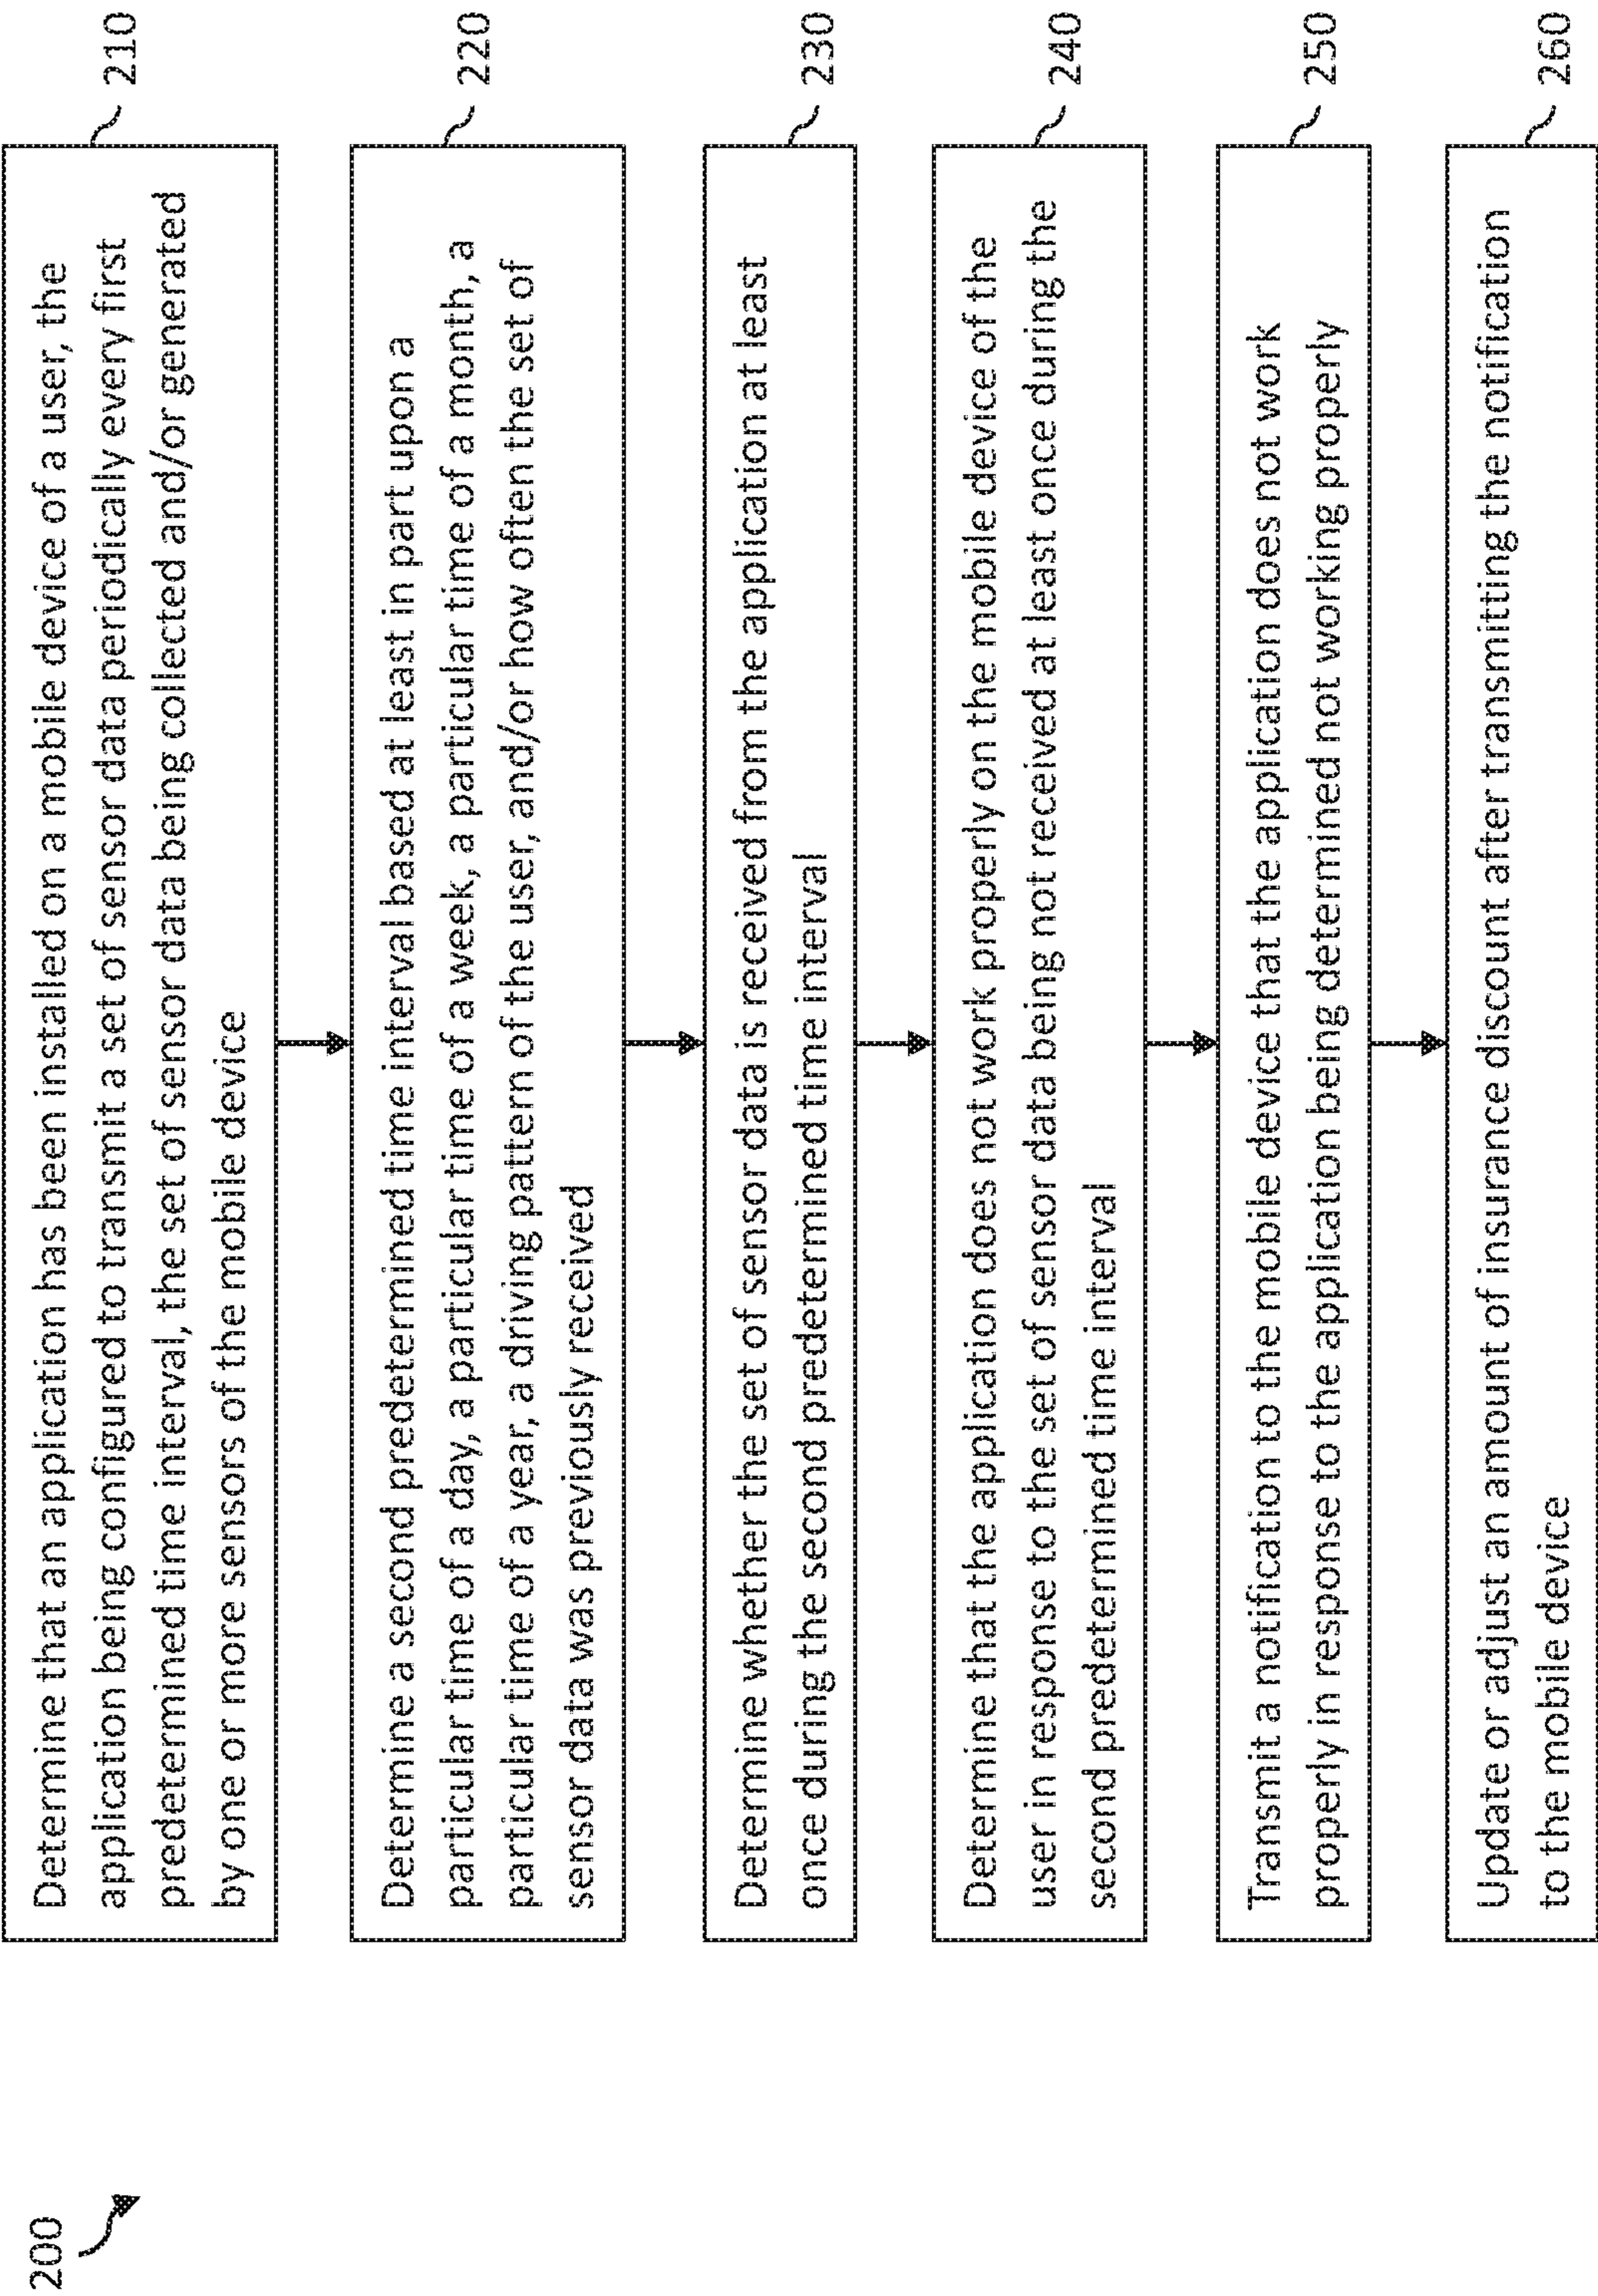 200
210
Determine that an application has been installed on a mobile device of a user, the
application being configured to transmit a set of sensor data periodically every first
predetermined time interval, the set of sensor data being collected and/or generated
by one or more sensors of the mobile device
220
Determine a second predetermined time interval based at least in part upon a
particular time of a day, a particular time of a week, a particular time of a month, a
particular time of a year, a driving pattern of the user, and/or how often the set of
sensor data was previously received
230
Determine whether the set of sensor data is received from the application at least
once during the second predetermined time interval
240
Determine that the application does not work properly on the mobile device of the
user in response to the set of sensor data being not received at least once during the
second predetermined time interval
250
Transmit a notification to the mobile device that the application does not work
properly in response to the application being determined not working properly
260
Update or adjust an amount of insurance discount after transmitting the notification
to the mobile device